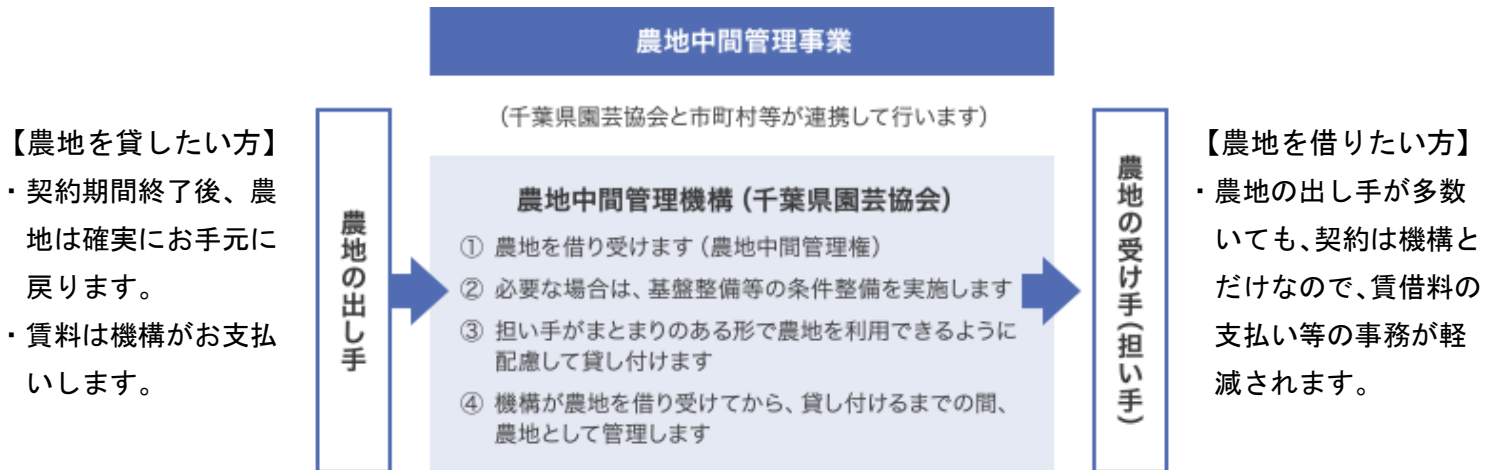 農地中間管理事業
(千葉県園芸協会と市町村等が連携して行います)
【農地を貸したい方】
・契約期間終了後、農
地は確実にお手元に
戻ります。
・賃料は機構がお支払
いします。
農地の出し手
農地中間管理機構(千葉県園芸協会)
① 農地を借り受けます(農地中間管理権)
② 必要な場合は、基盤整備等の条件整備を実施します
③ 担い手がまとまりのある形で農地を利用できるように
配慮して貸し付けます
④ 機構が農地を借り受けてから、貸し付けるまでの間、
農地として管理します
農地の受け手(担い手)
【農地を借りたい方】
・農地の出し手が多数
いても、契約は機構と
だけなので、賃借料の
支払い等の事務が軽
減されます。